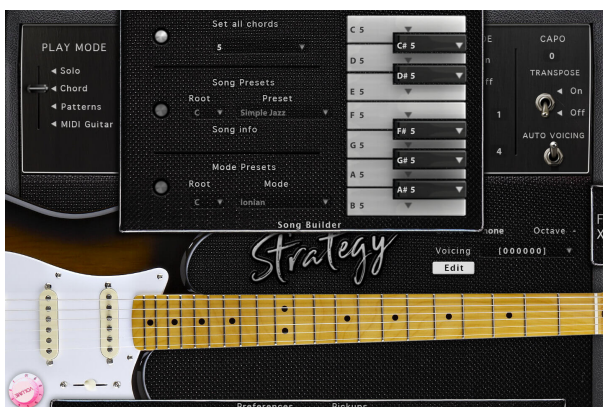 PLAY MODE
Solo
Chord
Patterns
MIDI Guitar
Set all chords
5
Song Presets
Root Preset
C Simple Jazz
Song info
Mode Presets
Root Mode
C Ionian
Song Builder
C 5
C# 5
D 5
D# 5
E 5
F 5
F# 5
G 5
G# 5
A 5
A# 5
B 5
1
4
CAPO
0
TRANSPOSE
On
Off
AUTO VOICING
Octave -
Voicing [000000]
Edit
F
X
Strategy
VOLUME
Preferences Pickups